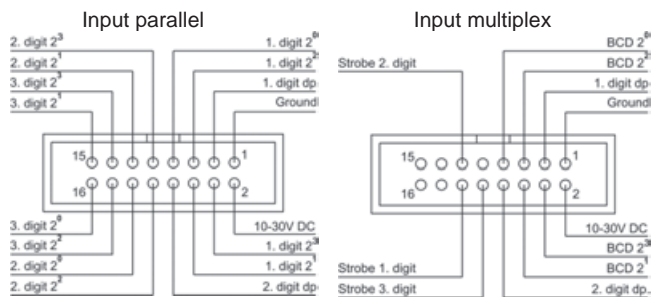 Input parallel
2. digit 2³
2. digit 2¹
3. digit 2³
3. digit 2¹
1. digit 2⁰
1. digit 2²
1. digit dp
Ground
15
1
16
2
3. digit 2⁰
3. digit 2²
2. digit 2⁰
2. digit 2²
10-30V DC
1. digit 2³
1. digit 2¹
2. digit dp
Input multiplex
Strobe 2. digit
BCD 2⁰
BCD 2²
1. digit dp
Ground
15
1
16
2
Strobe 1. digit
Strobe 3. digit
10-30V DC
BCD 2³
BCD 2¹
2. digit dp